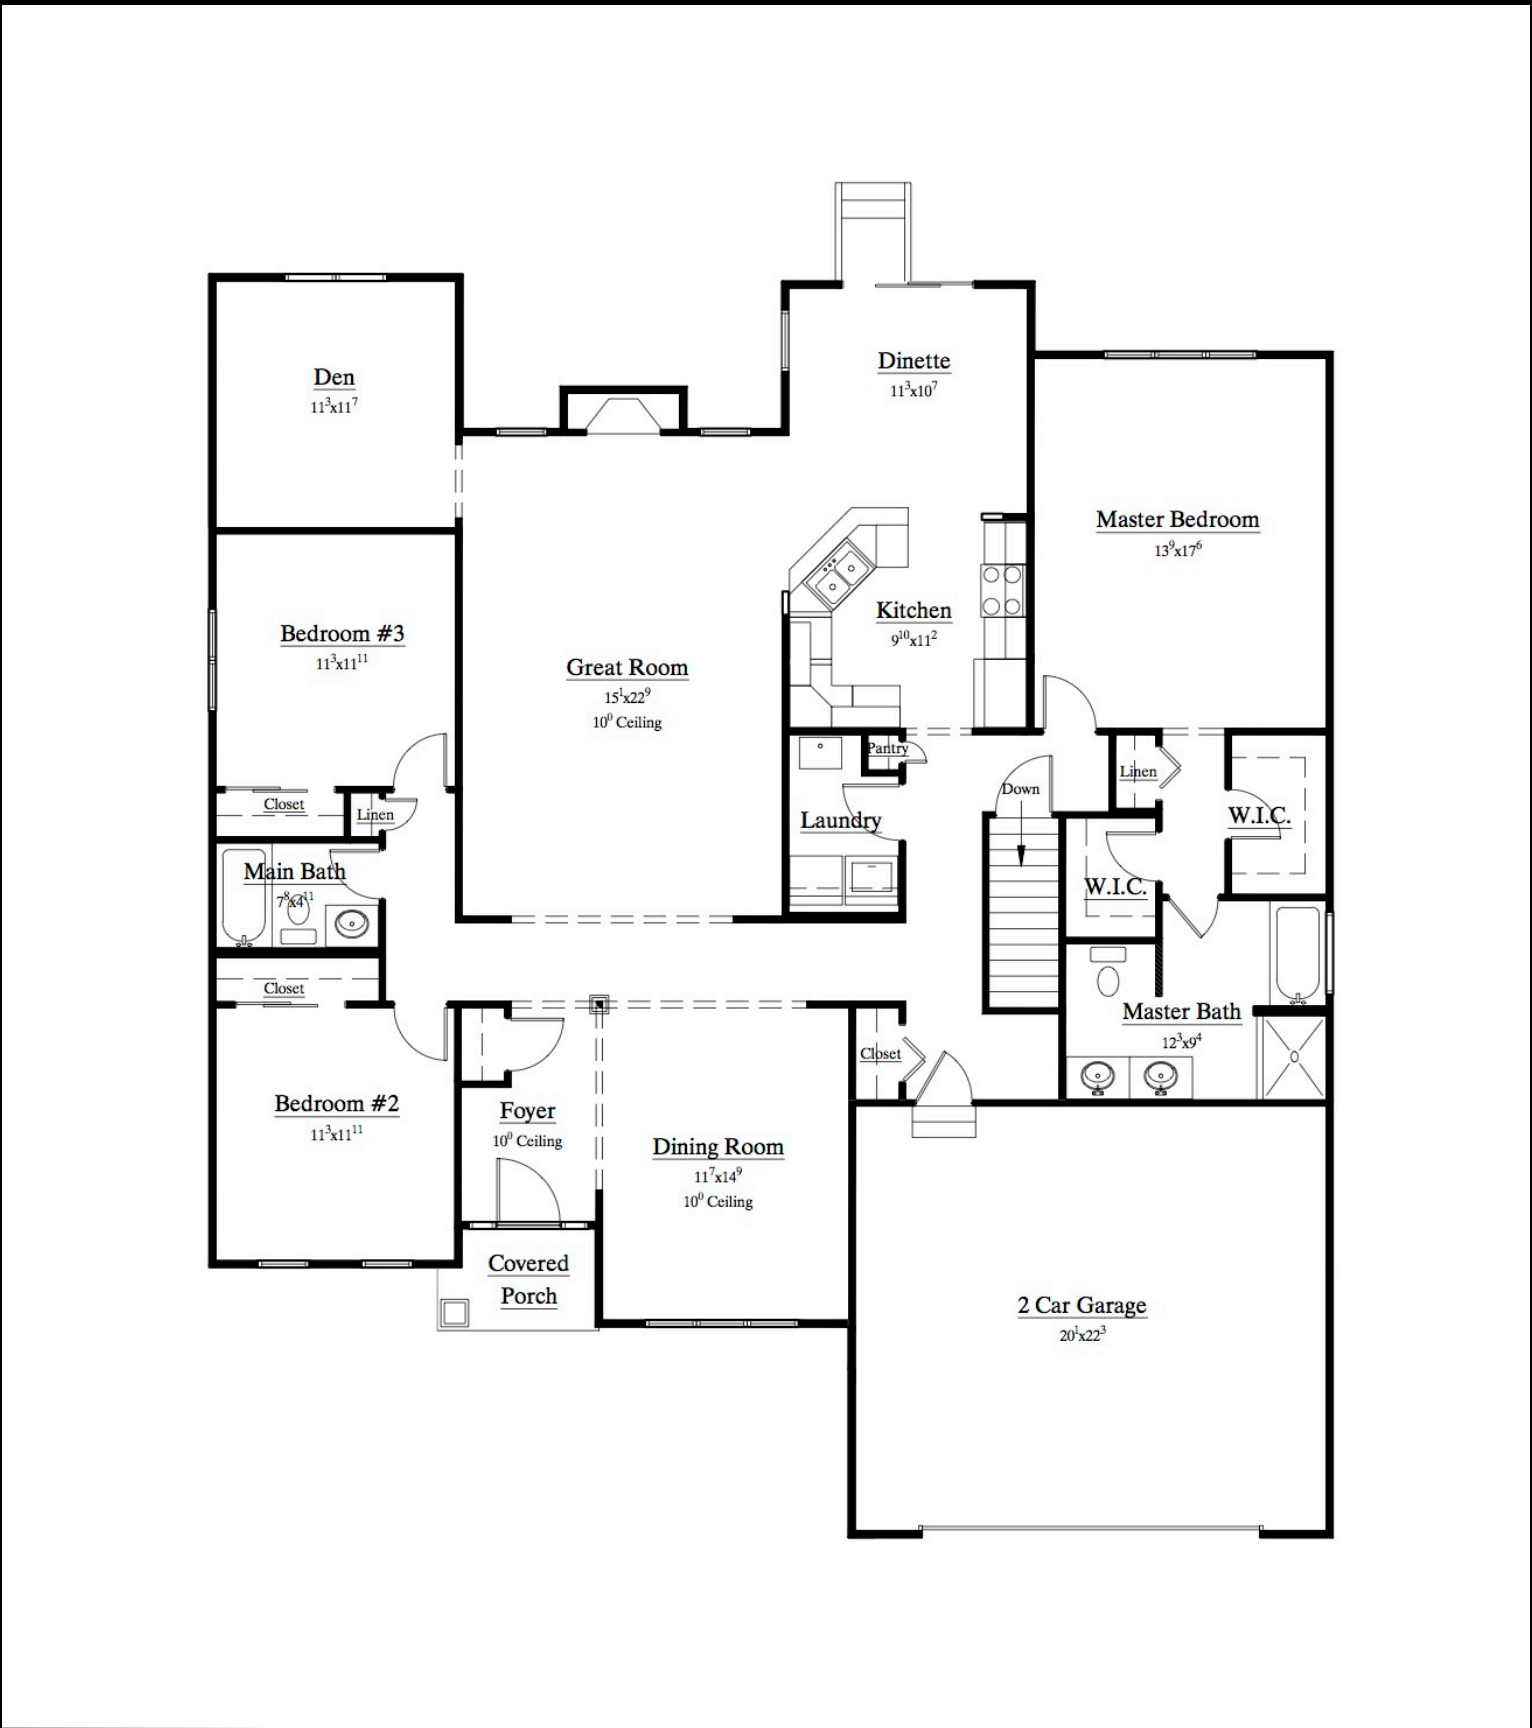 Den
11³x11⁷
Dinette
11³x10⁷
Master Bedroom
13⁹x17⁶
Bedroom #3
11³x11¹¹
Kitchen
9¹⁰x11²
Great Room
15¹x22⁹
10⁰ Ceiling
Pantry
Linen
Down
Closet
Linen
Laundry
W.I.C.
Main Bath
7⁸x4¹¹
W.I.C.
Closet
Master Bath
12³x9⁴
Closet
Bedroom #2
11³x11¹¹
Foyer
10⁰ Ceiling
Dining Room
11⁷x14⁹
10⁰ Ceiling
Covered
Porch
2 Car Garage
20¹x22³